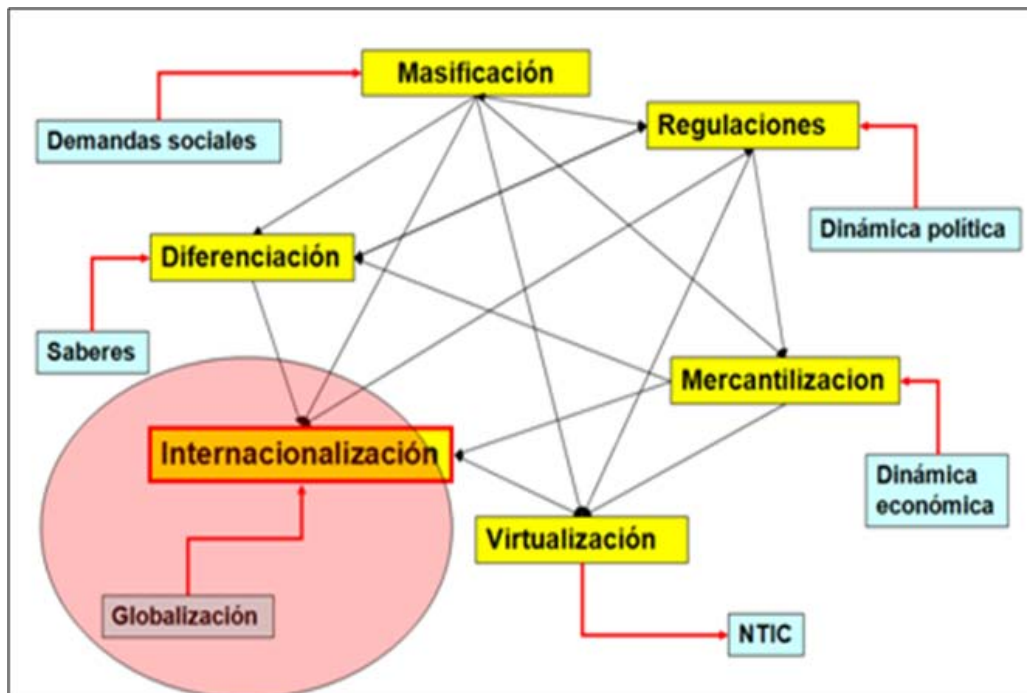 Masificación
Regulaciones
Demandas sociales
Dinámica política
Diferenciación
Saberes
Mercantilizacion
Internacionalización
Dinámica
económica
Virtualización
Globalización
NTIC